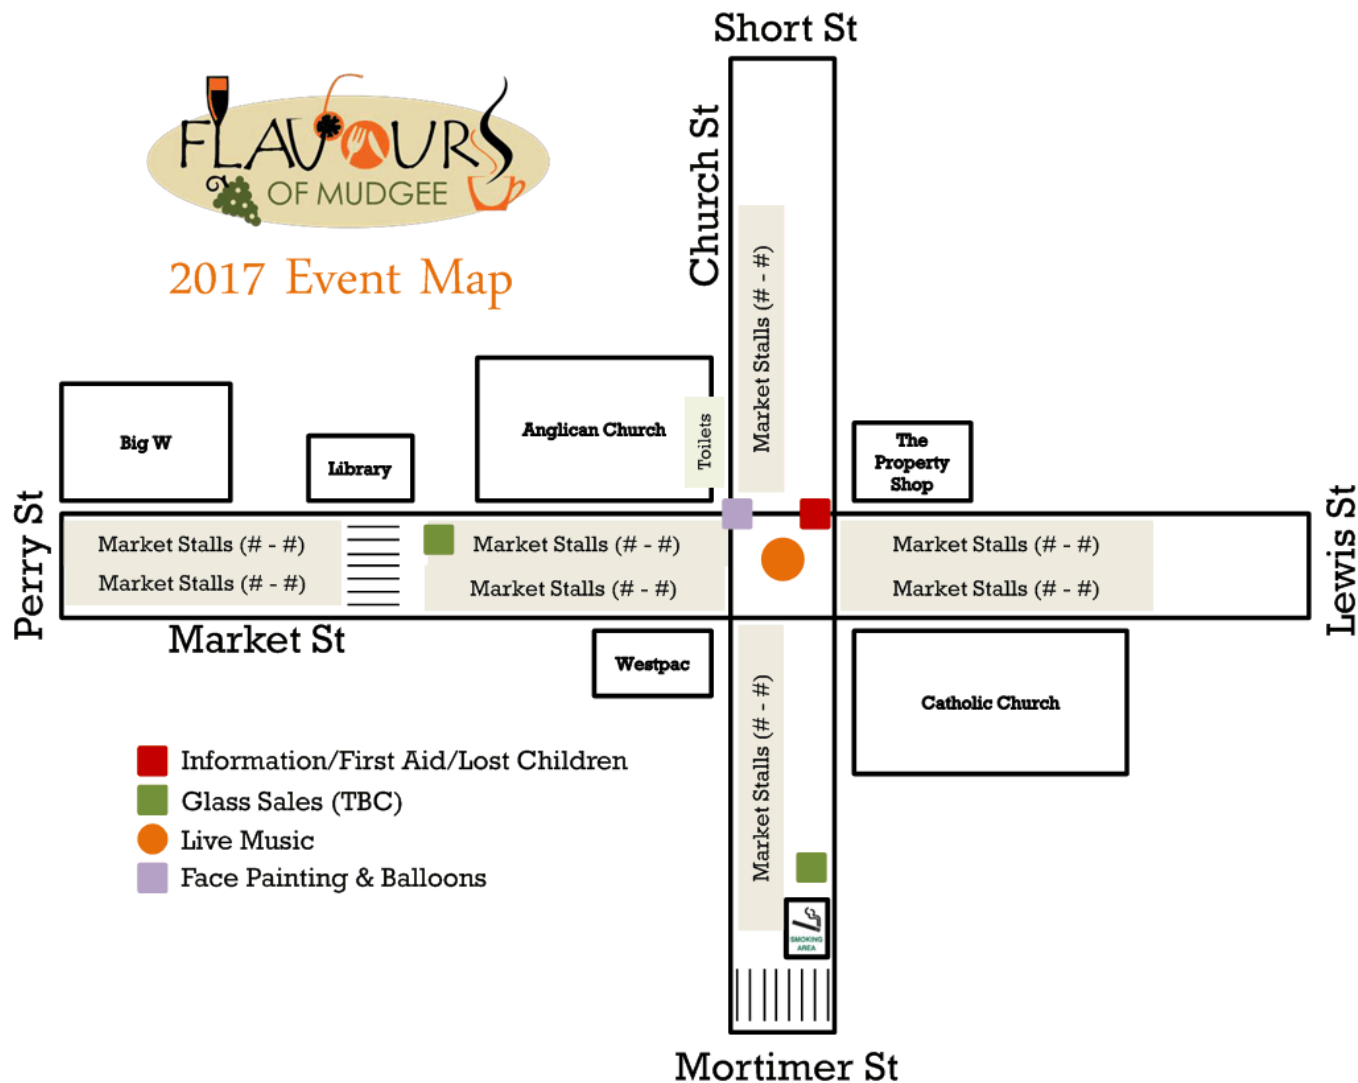 Short St
FLAVOURS
OF MUDGEE
2017 Event Map
Church St
Market Stalls (# - #)
Big W
Library
Anglican Church
Toilets
The
Property
Shop
Perry St
Market Stalls (# - #)
Market Stalls (# - #)
Market Stalls (# - #)
Market Stalls (# - #)
Market Stalls (# - #)
Market Stalls (# - #)
Lewis St
Market St
Westpac
Market Stalls (# - #)
Catholic Church
Information/First Aid/Lost Children
Glass Sales (TBC)
Live Music
Face Painting & Balloons
SMOKING
AREA
Mortimer St